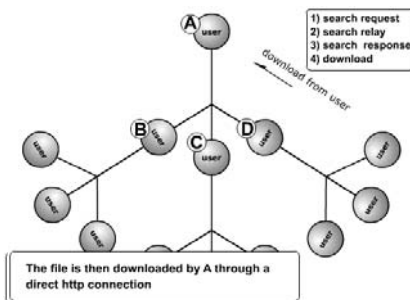 A
user
1) search request
2) search relay
3) search response
4) download
download from user
B
user
C
user
D
user
user
user
user
user
user
user
The file is then downloaded by A through a
direct http connection